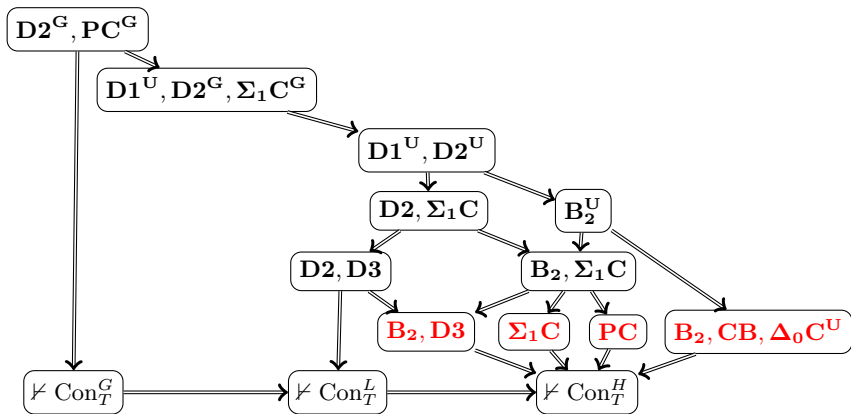 D2^G, PC^G
D1^U, D2^G, Σ₁C^G
D1^U, D2^U
D2, Σ₁C
B₂^U
D2, D3
B₂, Σ₁C
B₂, D3
Σ₁C
PC
B₂, CB, Δ₀C^U
⊬ Con_T^G
⊬ Con_T^L
⊬ Con_T^H